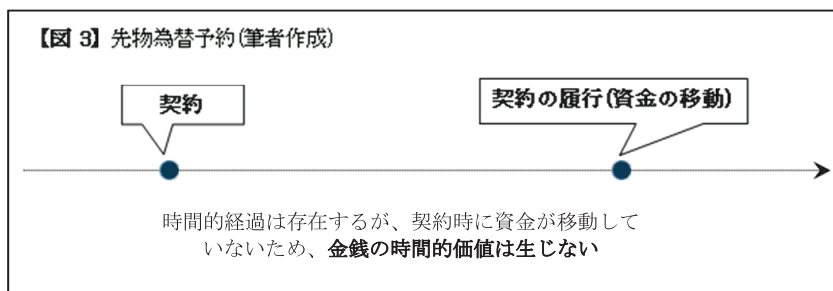 【図 3】先物為替予約(筆者作成)
契約
契約の履行(資金の移動)
時間的経過は存在するが、契約時に資金が移動して
いないため、金銭の時間的価値は生じない